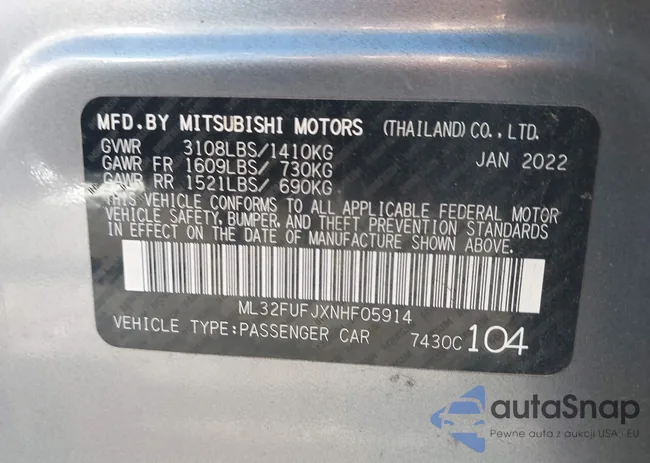 MFD.BY MITSUBISHI MOTORS (THAILAND) CO., LTD.
GVWR 3108LBS/1410KG JAN 2022
GAWR FR 1609LBS/ 730KG
GAWR RR 1521LBS/ 690KG
THIS VEHICLE CONFORMS TO ALL APPLICABLE FEDERAL MOTOR
VEHICLE SAFETY, BUMPER, AND THEFT PREVENTION STANDARDS
IN EFFECT ON THE DATE OF MANUFACTURE SHOWN ABOVE.
ML32FUFJXNHF05914
VEHICLE TYPE:PASSENGER CAR 7430C 104
autaSnap
Pewne auta z aukcji USA i EU